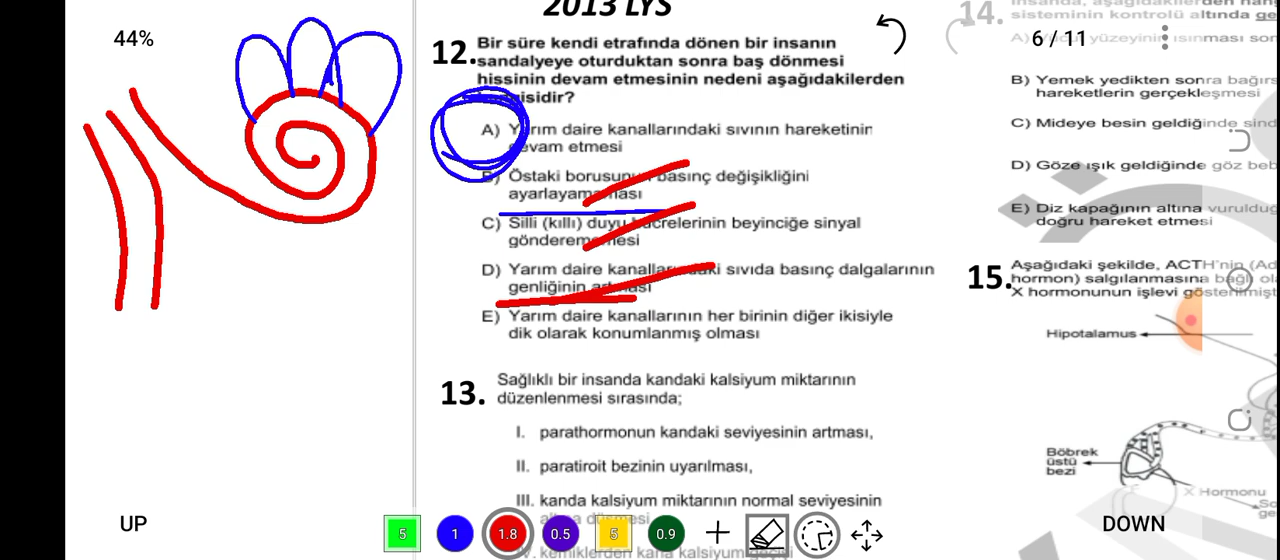 44%
UP
2013 LYS
12. Bir süre kendi etrafında dönen bir insanın
sandalyeye oturduktan sonra baş dönmesi
hissinin devam etmesinin nedeni aşağıdakilerden
A) Yarım daire kanallarındaki sıvının hareketinin
devam etmesi
B) Östaki borusunun basınç değişikliğini
ayarlayamaması
C) Silli (kıllı) duyu hücrelerinin beyinciğe sinyal
gönderememesi
D) Yarım daire kanallarındaki sıvıda basınç dalgalarının
genliğinin artması
E) Yarım daire kanallarının her birinin diğer ikisiyle
dik olarak konumlanmış olması
13. Sağlıklı bir insanda kandaki kalsiyum miktarının
düzenlenmesi sırasında;
I. parathormonun kandaki seviyesinin artması,
II. paratiroit bezinin uyarılması,
III. kanda kalsiyum miktarının normal seviyesinin
kemiklerden kana kalsiyum
5
1
1.8
0.5
5
0.9
14.
6 / 11
sisteminin kontrolü altında
B) Yemek yedikten sonra
hareketlerin gerçekleşmesi
C) Mideye besin geldiğinde
D) Göze ışık geldiğinde göz
E) Diz kapağının altına
doğru hareket etmesi
15. Aşağıdaki şekilde, ACTH'nin
hormon) salgılanmasına
X hormonunun işlevi
Hipotalamus
Böbrek
üstü
bezi
X Hormonu
DOWN